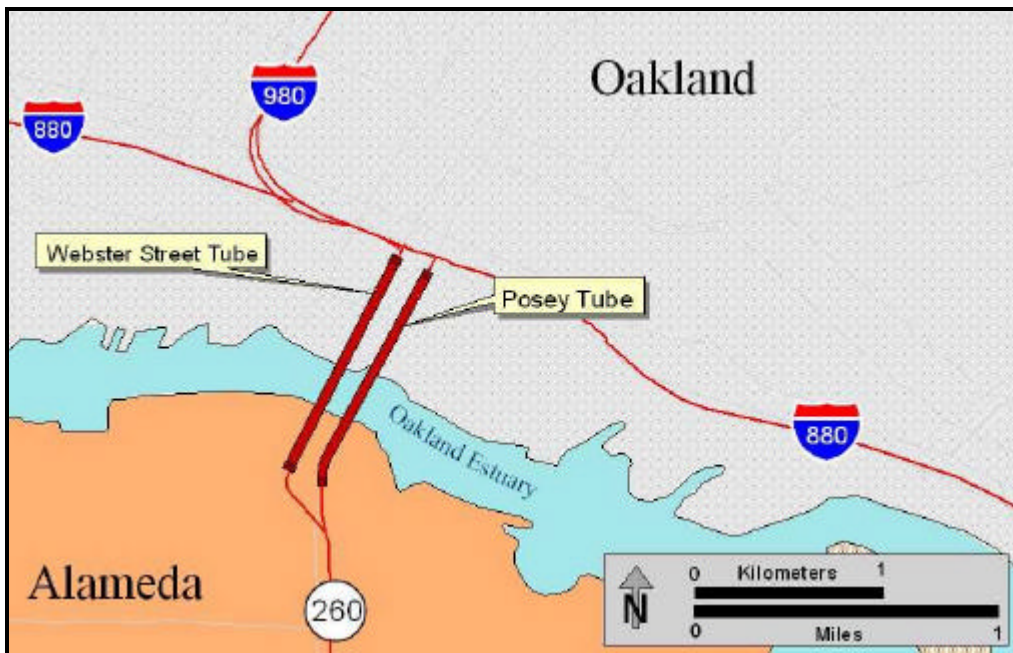 Oakland
980
880
Webster Street Tube
Posey Tube
Oakland Estuary
880
Alameda
260
N
0 Kilometers 1
0 Miles 1